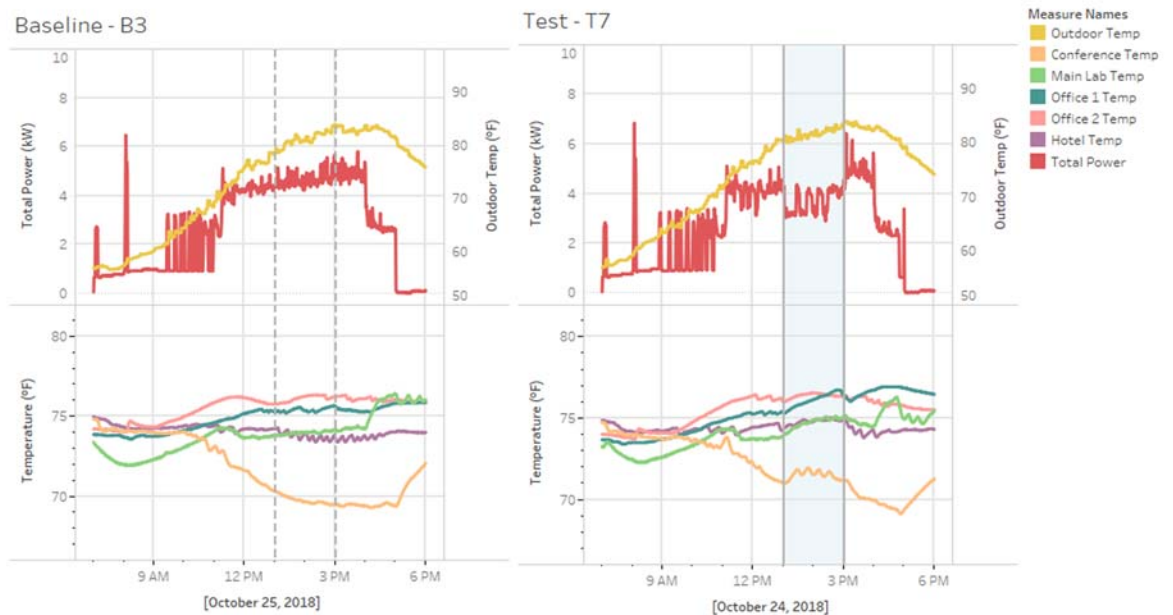 Baseline - B3
Test - T7
Measure Names
Outdoor Temp
Conference Temp
Main Lab Temp
Office 1 Temp
Office 2 Temp
Hotel Temp
Total Power
Total Power (kW)
10
8
6
4
2
0
Outdoor Temp (ºF)
90
80
70
60
50
Total Power (kW)
10
8
6
4
2
0
Outdoor Temp (ºF)
90
80
70
60
50
Temperature (ºF)
80
75
70
Temperature (ºF)
80
75
70
9 AM 12 PM 3 PM 6 PM
[October 25, 2018]
9 AM 12 PM 3 PM 6 PM
[October 24, 2018]